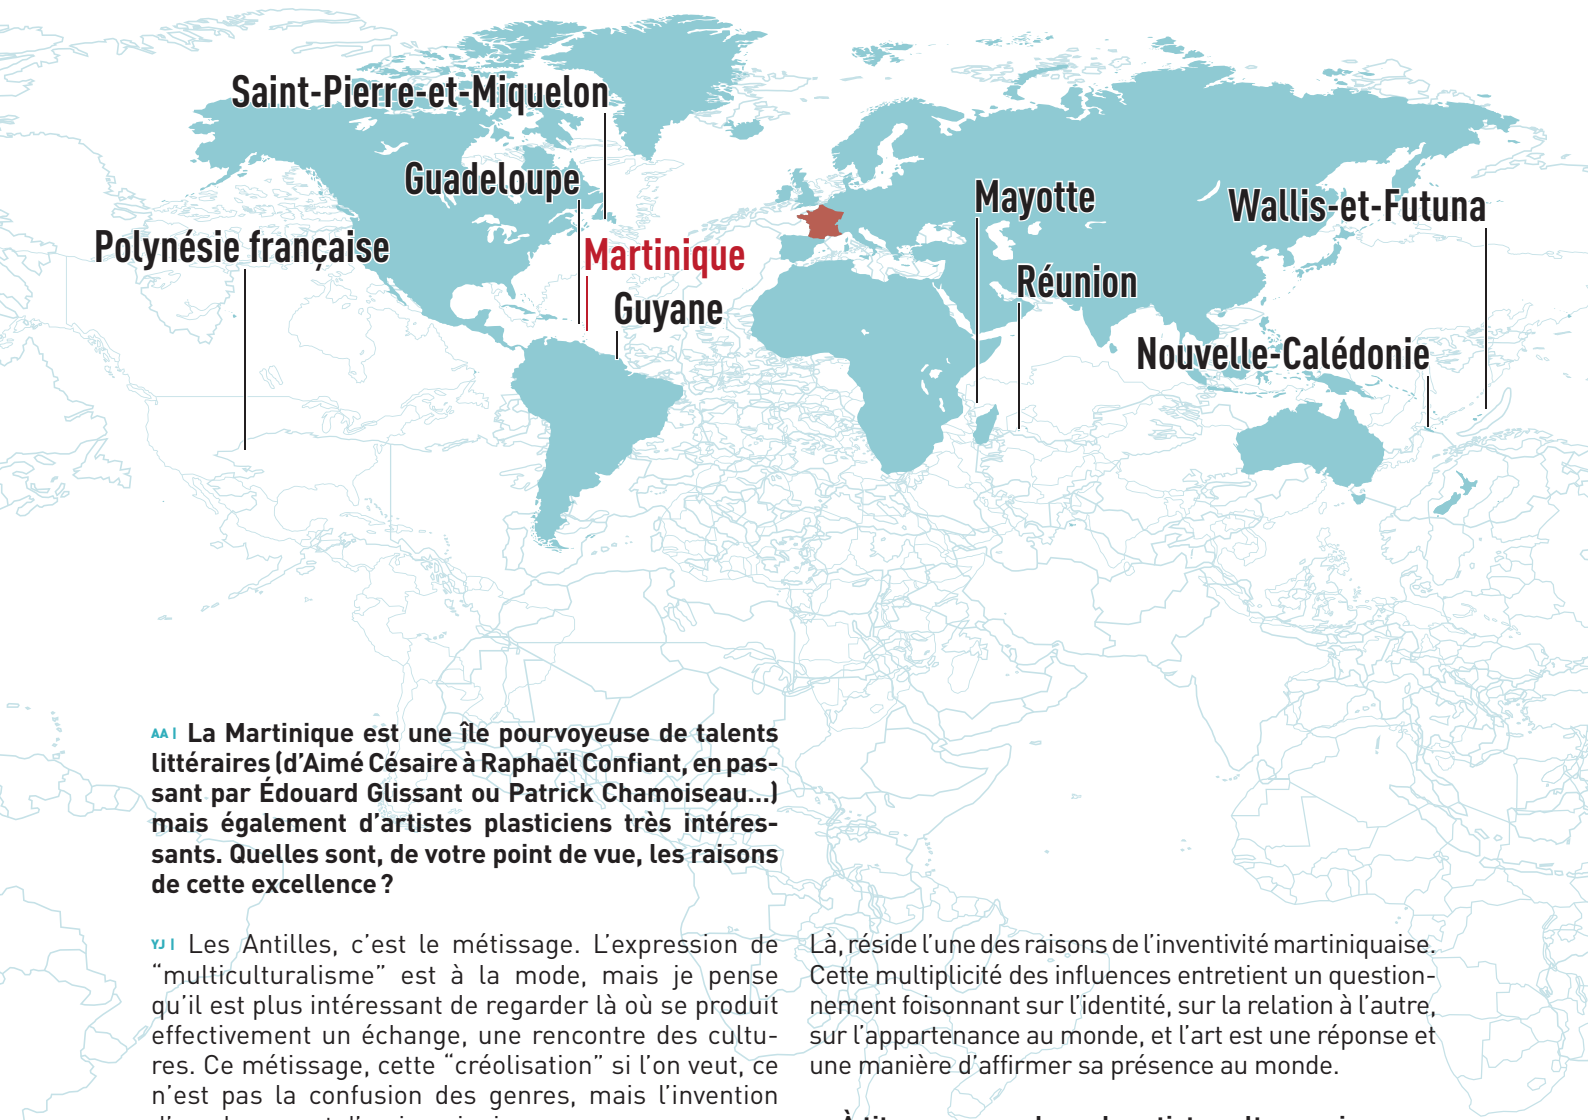 Saint-Pierre-et-Miquelon
Guadeloupe
Mayotte
Wallis-et-Futuna
Polynésie française
Martinique
Réunion
Guyane
Nouvelle-Calédonie
AA | La Martinique est une île pourvoyeuse de talents
littéraires (d’Aimé Césaire à Raphaël Confiant, en pas-
sant par Édouard Glissant ou Patrick Chamoiseau...)
mais également d’artistes plasticiens très intéres-
sants. Quelles sont, de votre point de vue, les raisons
de cette excellence ?
YJ | Les Antilles, c’est le métissage. L’expression de
“multiculturalisme” est à la mode, mais je pense
qu’il est plus intéressant de regarder là où se produit
effectivement un échange, une rencontre des cultu-
res. Ce métissage, cette “créolisation” si l’on veut, ce
n’est pas la confusion des genres, mais l’invention
Là, réside l’une des raisons de l’inventivité martiniquaise.
Cette multiplicité des influences entretient un question-
nement foisonnant sur l’identité, sur la relation à l’autre,
sur l’appartenance au monde, et l’art est une réponse et
une manière d’affirmer sa présence au monde.